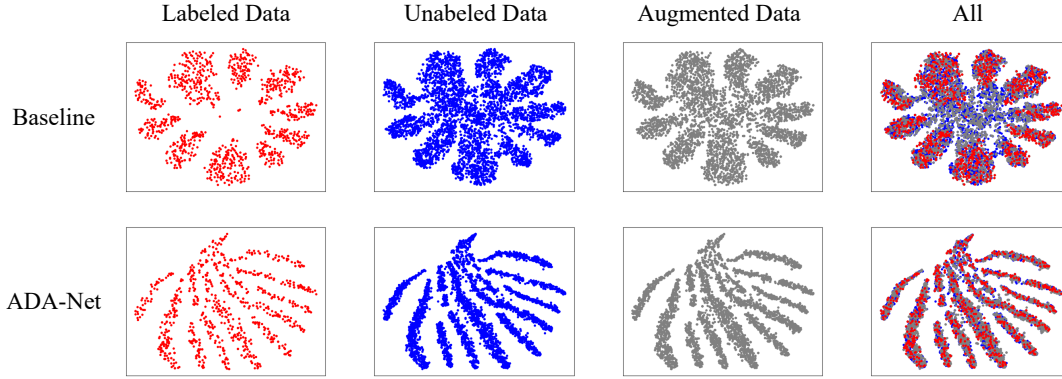 Labeled Data
Unabeled Data
Augmented Data
All
Baseline
ADA-Net